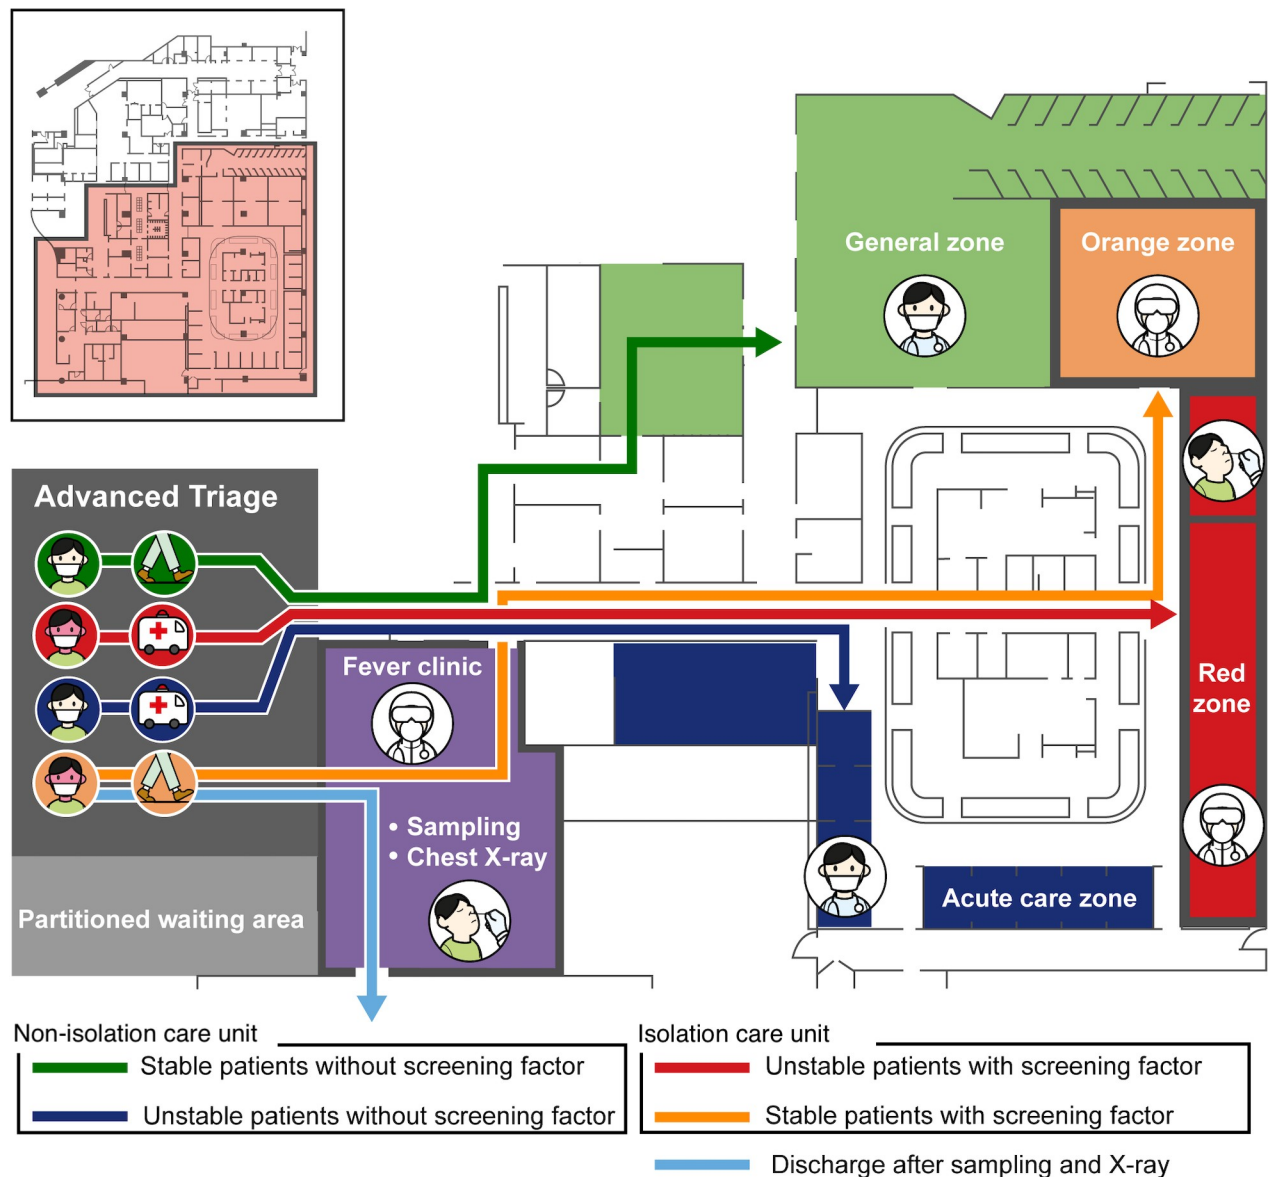 General zone
Orange zone
Advanced Triage
Fever clinic
Red
zone
• Sampling
• Chest X-ray
Acute care zone
Partitioned waiting area
Non-isolation care unit
Stable patients without screening factor
Unstable patients without screening factor
Isolation care unit
Unstable patients with screening factor
Stable patients with screening factor
Discharge after sampling and X-ray